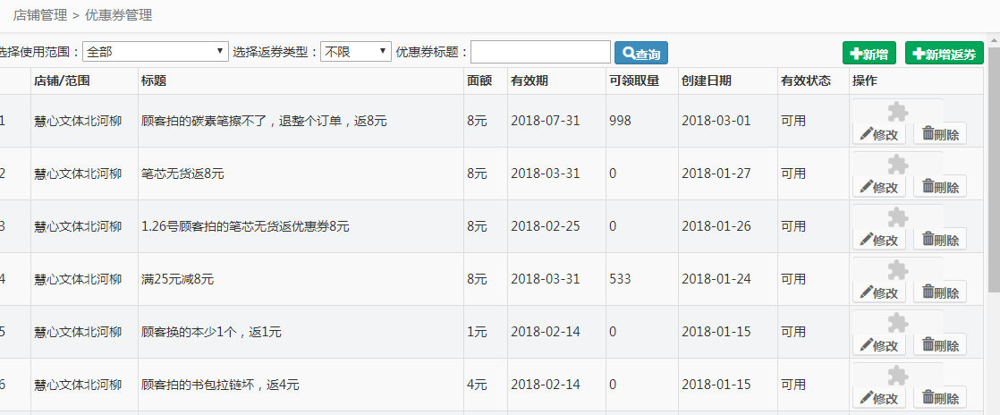 店铺管理 > 优惠券管理
选择使用范围：全部 选择返券类型：不限 优惠券标题： 查询 新增 新增返券
店铺/范围 标题 面额 有效期 可领取量 创建日期 有效状态 操作
1 慧心文体北河柳 顾客拍的碳素笔擦不了，退整个订单，返8元 8元 2018-07-31 998 2018-03-01 可用 修改 删除
2 慧心文体北河柳 笔芯无货返8元 8元 2018-03-31 0 2018-01-27 可用 修改 删除
3 慧心文体北河柳 1.26号顾客拍的笔芯无货返优惠券8元 8元 2018-02-25 0 2018-01-26 可用 修改 删除
4 慧心文体北河柳 满25元减8元 8元 2018-03-31 533 2018-01-24 可用 修改 删除
5 慧心文体北河柳 顾客换的本少1个，返1元 1元 2018-02-14 0 2018-01-15 可用 修改 删除
6 慧心文体北河柳 顾客拍的书包拉链坏，返4元 4元 2018-02-14 0 2018-01-15 可用 修改 删除